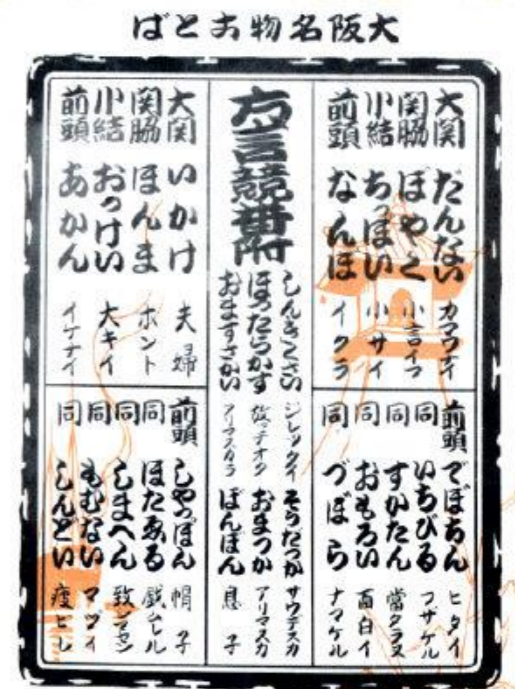 大阪名物ことば
大関 だんない カマワナイ
関脇 ぼやく 小言イフ
小結 ちっぽい 小サイ
前頭 なんぼ イクラ
前頭 でぼちん ヒタイ
同 いちびる フザケル
同 すかたん
同 おもろい 面白イ
同 づぼら ナマケル
方言競番附
しんきくさい ジレッタイ
ほったらかす 放ッテオク
おますさかい アリマスカラ
そうだっか サウデスカ
おまっか アリマスカ
ぼんぼん 息子
大関 いかけ 夫婦
関脇 ほんま ホント
小結 おっけい 大キイ
前頭 あかん イケナイ
前頭 しやっぽん 帽子
同 ほたゑる 戯ムレル
同 しまへん 致シマセン
同 もむない マヅイ
同 しんどい